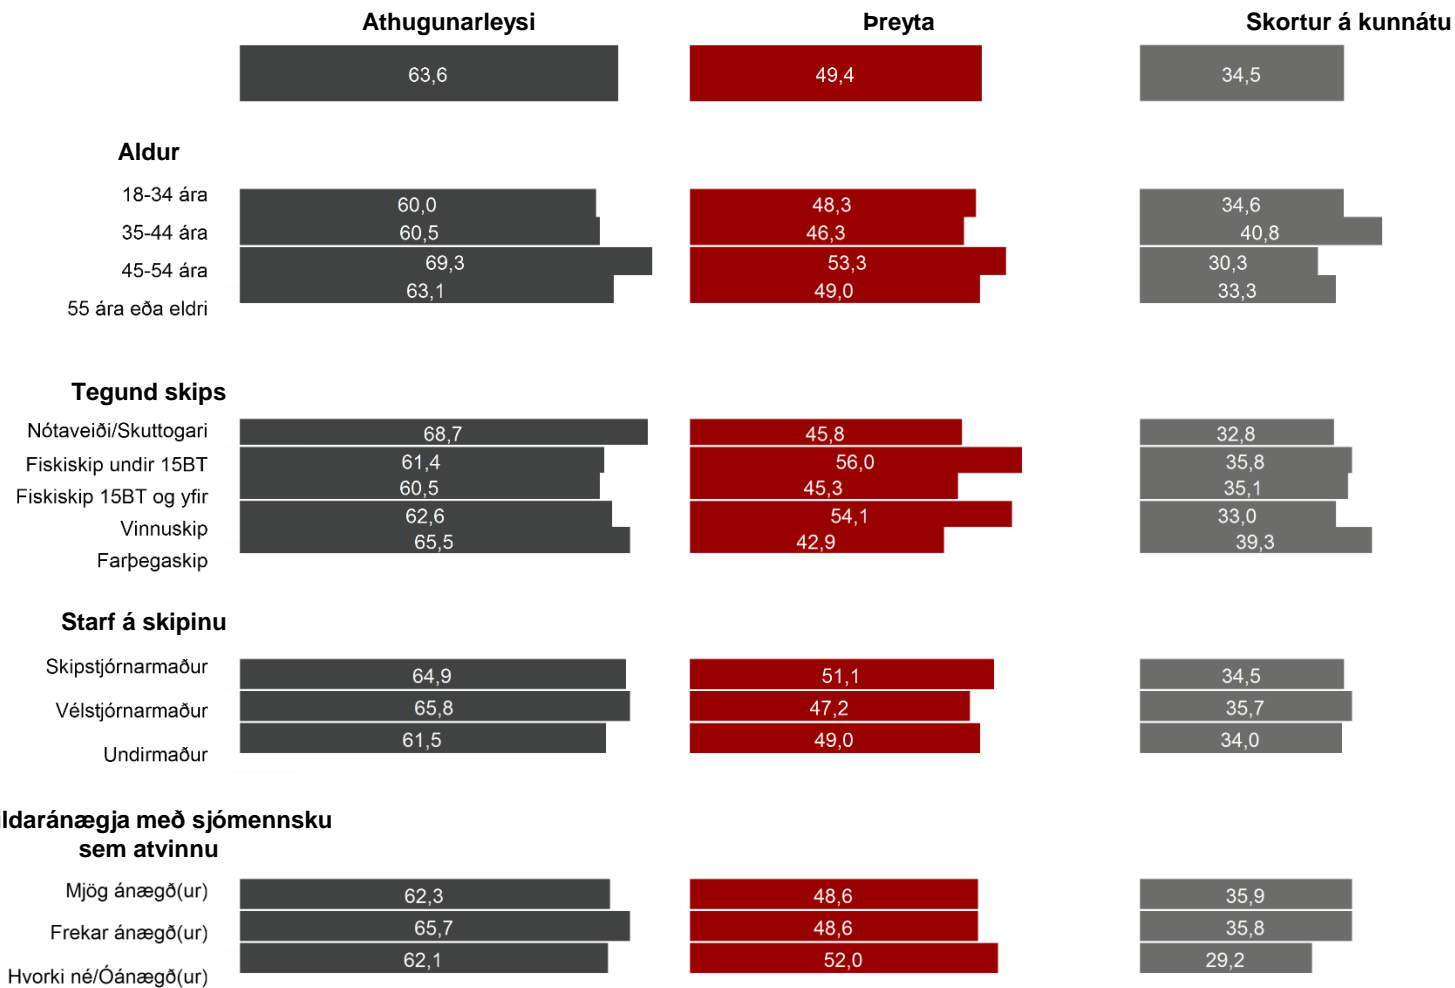 Athugunarleysi Þreyta Skortur á kunnátu
63,6 49,4 34,5
Aldur
18-34 ára 60,0 48,3 34,6
35-44 ára 60,5 46,3 40,8
45-54 ára 69,3 53,3 30,3
55 ára eða eldri 63,1 49,0 33,3
Tegund skips
Nótaveiði/Skuttogari 68,7 45,8 32,8
Fiskiskip undir 15BT 61,4 56,0 35,8
Fiskiskip 15BT og yfir 60,5 45,3 35,1
Vinnuskip 62,6 54,1 33,0
Farþegaskip 65,5 42,9 39,3
Starf á skipinu
Skipstjórnarmaður 64,9 51,1 34,5
Vélstjórnarmaður 65,8 47,2 35,7
Undirmaður 61,5 49,0 34,0
ildaránægja með sjómennsku
sem atvinnu
Mjög ánægð(ur) 62,3 48,6 35,9
Frekar ánægð(ur) 65,7 48,6 35,8
Hvorki né/Óánægð(ur) 62,1 52,0 29,2